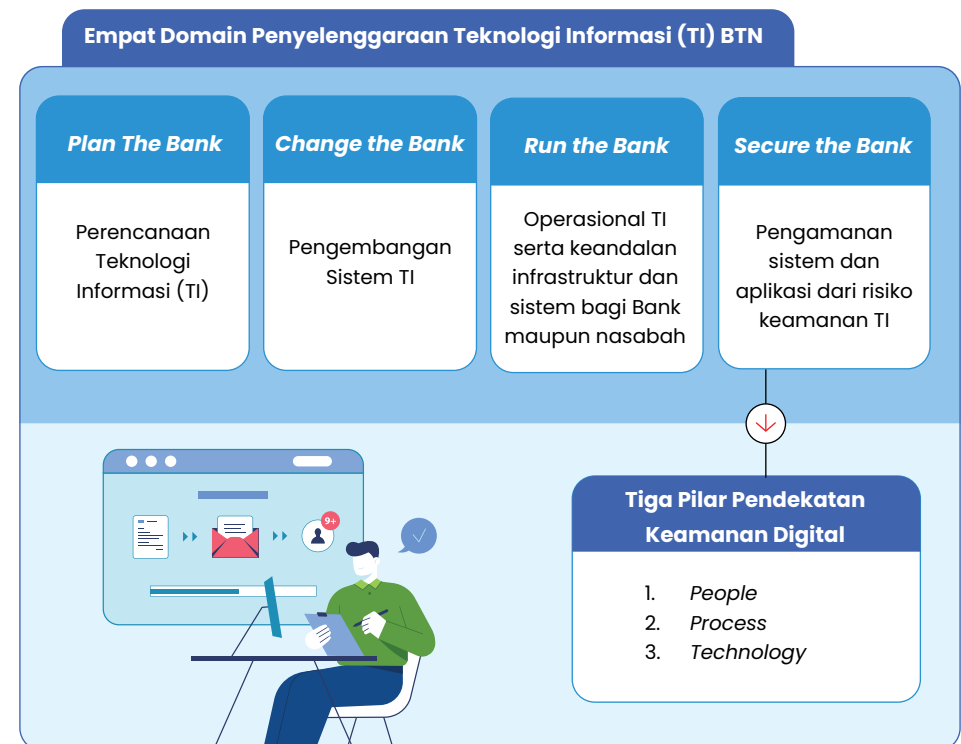 Empat Domain Penyelenggaraan Teknologi Informasi (TI) BTN
Plan The Bank
Perencanaan
Teknologi
Informasi (TI)
Change the Bank
Pengembangan
Sistem TI
Run the Bank
Operasional TI
serta keandalan
infrastruktur dan
sistem bagi Bank
maupun nasabah
Secure the Bank
Pengamanan
sistem dan
aplikasi dari risiko
keamanan TI
9+
Tiga Pilar Pendekatan
Keamanan Digital
1. People
2. Process
3. Technology